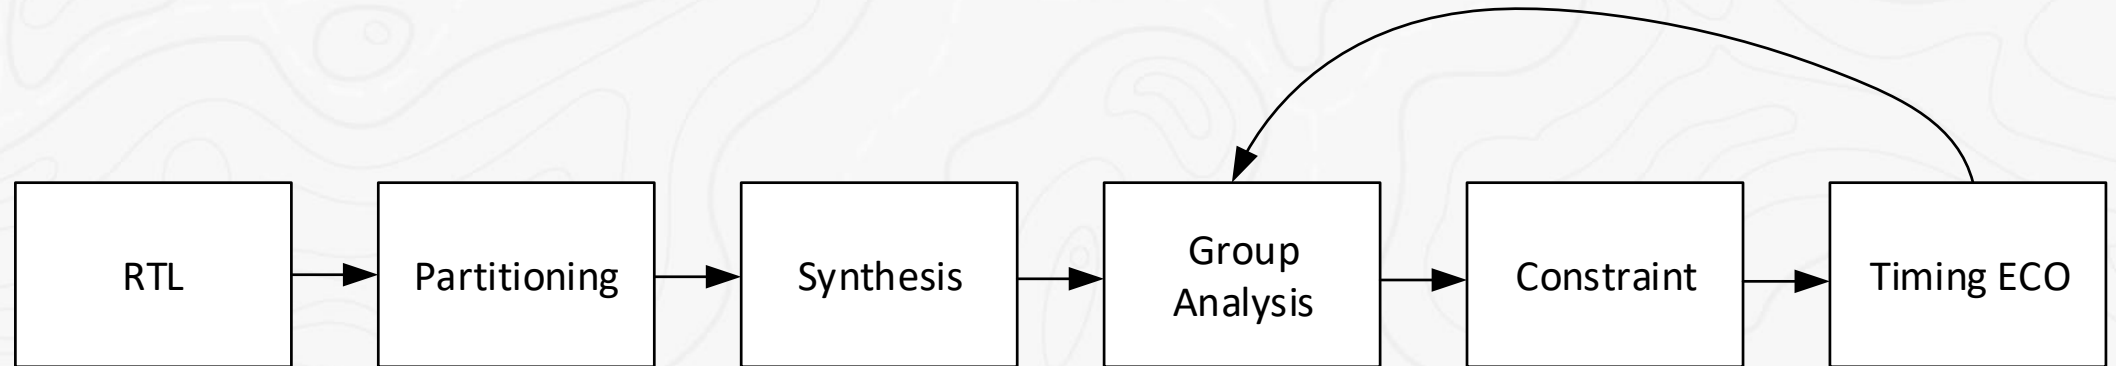 RTL
Partitioning
Synthesis
Group
Analysis
Constraint
Timing ECO